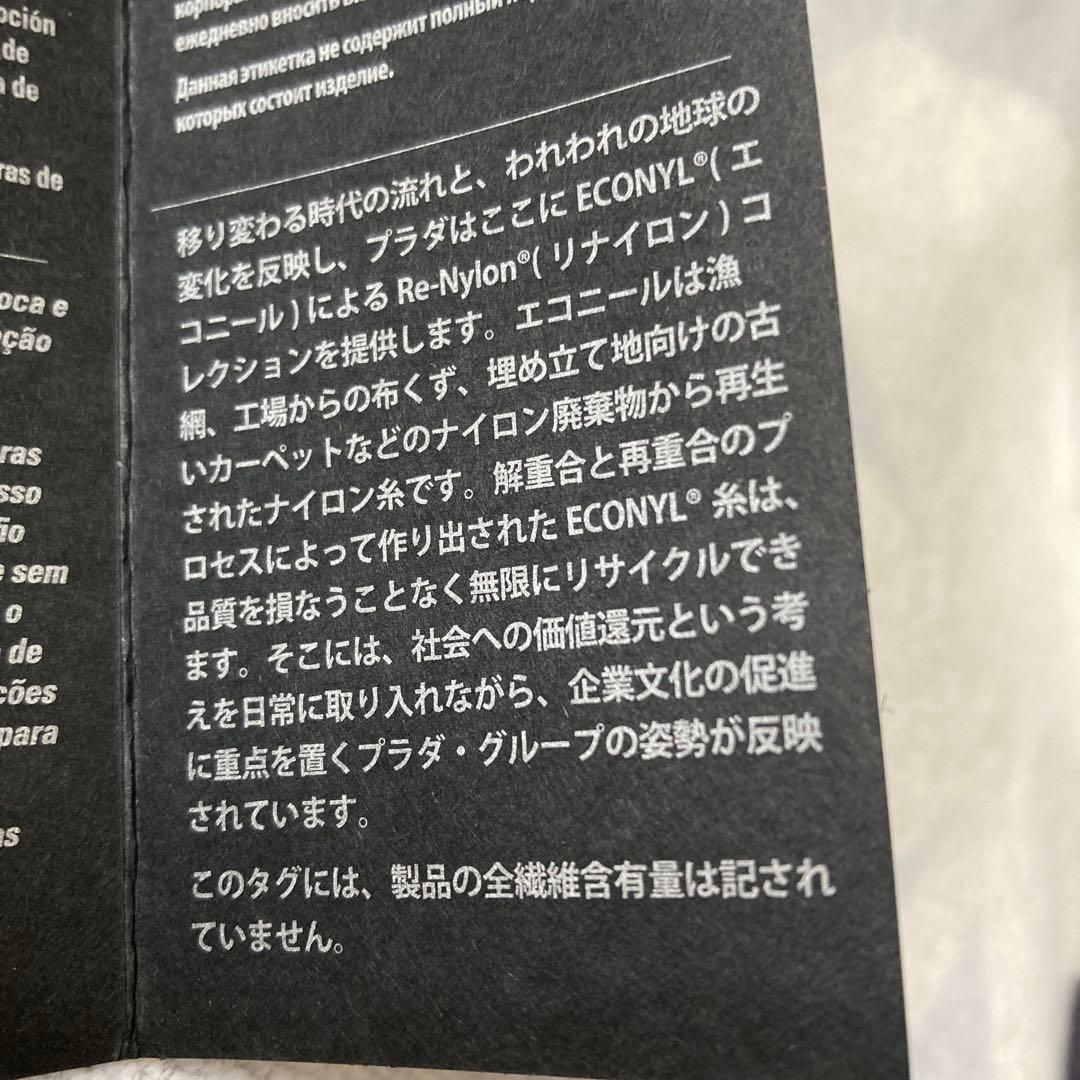 pción
de
a de
ras de
oca e
ção
ras
sso
ão
e sem
o
de
ções
para
as
ежедневно вносить
Данная этикетка не содержит полный
которых состоит изделие.
移り変わる時代の流れと、われわれの地球の
変化を反映し、プラダはここに ECONYL®( エ
コニール ) による Re-Nylon®( リナイロン ) コ
レクションを提供します。エコニールは漁
網、工場からの布くず、埋め立て地向けの古
いカーペットなどのナイロン廃棄物から再生
されたナイロン糸です。解重合と再重合のプ
ロセスによって作り出された ECONYL® 糸は、
品質を損なうことなく無限にリサイクルでき
ます。そこには、社会への価値還元という考
えを日常に取り入れながら、企業文化の促進
に重点を置くプラダ・グループの姿勢が反映
されています。
このタグには、製品の全繊維含有量は記され
ていません。